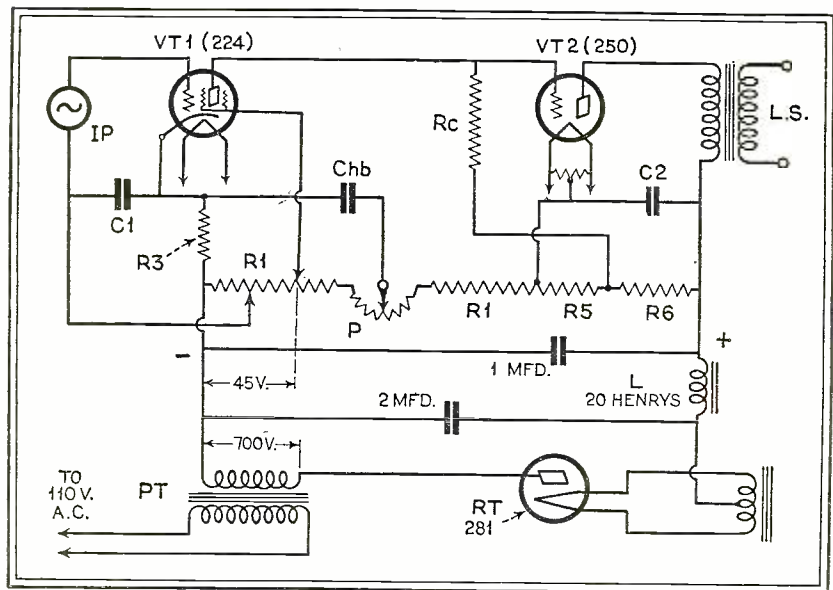 VT1 (224)
VT2 (250)
IP
Rc
L.S.
Chb
C1
C2
R3
R1
P
R1
R5
R6
-
+
1 MFD.
45V.
L
20 HENRYS
2 MFD.
700V.
TO
110 V.
A.C.
PT
RT
281